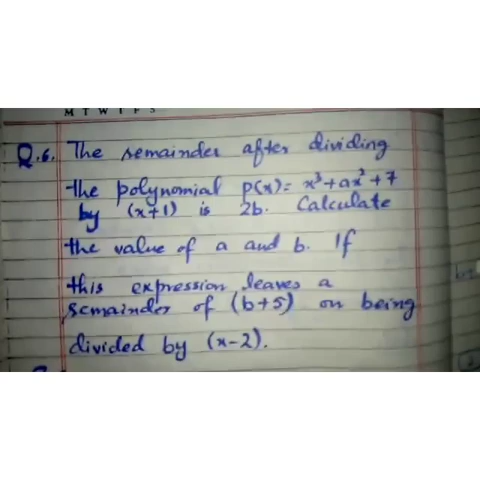 M T W T F S
Q.6. The remainder after dividing
the polynomial p(x) = x³+ax²+7
by (x+1) is 2b. Calculate
the value of a and b. If
this expression leaves a
remainder of (b+5) on being
divided by (x-2).